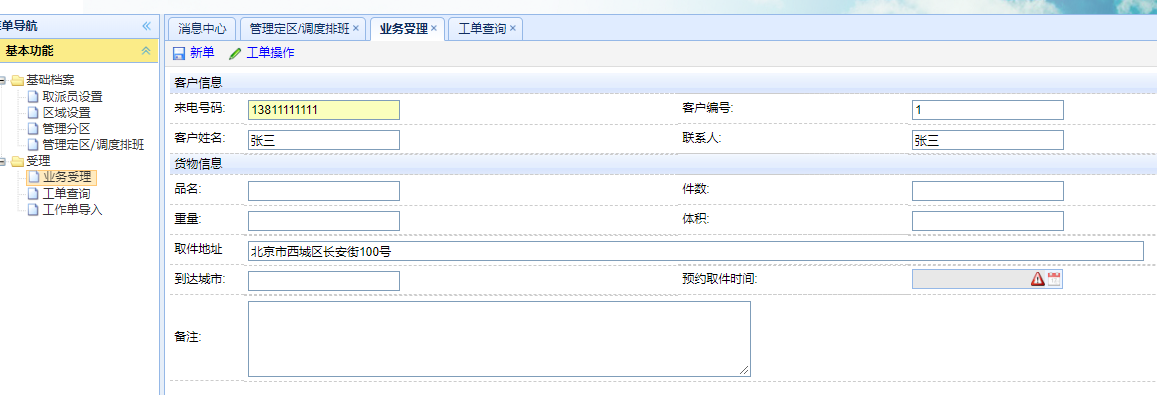 单导航
基本功能
基础档案
取派员设置
区域设置
管理分区
管理定区/调度排班
受理
业务受理
工单查询
工作单导入
消息中心 管理定区/调度排班 业务受理 工单查询
新单 工单操作
客户信息
来电号码: 13811111111 客户编号: 1
客户姓名: 张三 联系人: 张三
货物信息
品名: 件数:
重量: 体积:
取件地址 北京市西城区长安街100号
到达城市: 预约取件时间:
备注: